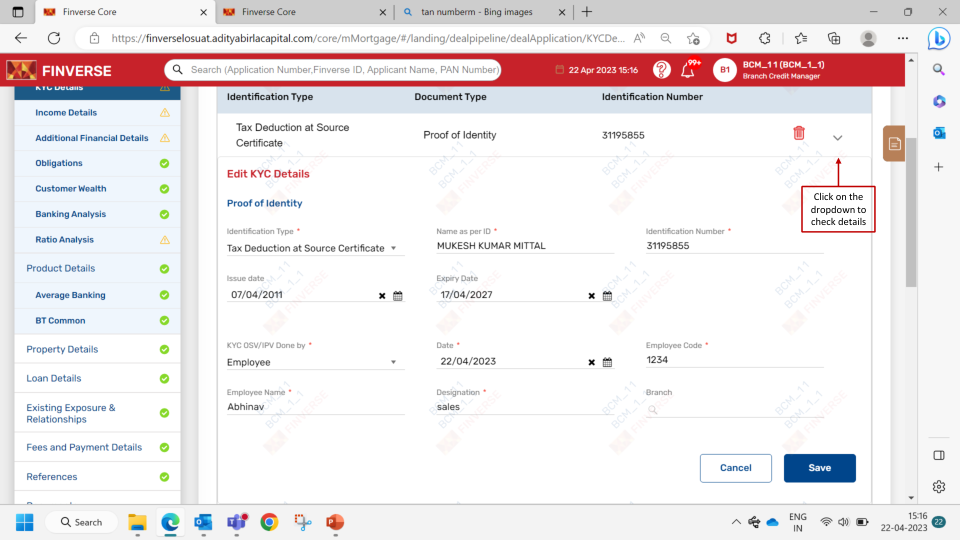 Finverse Core
Finverse Core
tan numberm - Bing images
https://finverselosuat.adityabirlacapital.com/core/mMortgage/#/landing/dealpipeline/dealApplication/KYCDe...
FINVERSE
Search (Application Number,Finverse ID, Applicant Name, PAN Number)
22 Apr 2023 15:16
99+
B1
BCM_1 1 (BCM_1_1)
Branch Credit Manager
KYC Details
Income Details
Additional Financial Details
Obligations
Customer Wealth
Banking Analysis
Ratio Analysis
Product Details
Average Banking
BT Common
Property Details
Loan Details
Existing Exposure &
Relationships
Fees and Payment Details
References
Identification Type Document Type Identification Number
Tax Deduction at Source
Certificate
Proof of Identity
31195855
Click on the
dropdown to
check details
Edit KYC Details
Proof of Identity
Identification Type *
Tax Deduction at Source Certificate
Name as per ID *
MUKESH KUMAR MITTAL
Identification Number *
31195855
Issue date
07/04/2011
Expiry Date
17/04/2027
KYC OSV/IPV Done by *
Employee
Date *
22/04/2023
Employee Code *
1234
Employee Name *
Abhinav
Designation *
sales
Branch
Cancel
Save
BCM_1 1
BCM_1_1
FINVERSE
Search
ENG
IN
15:16
22-04-2023
22